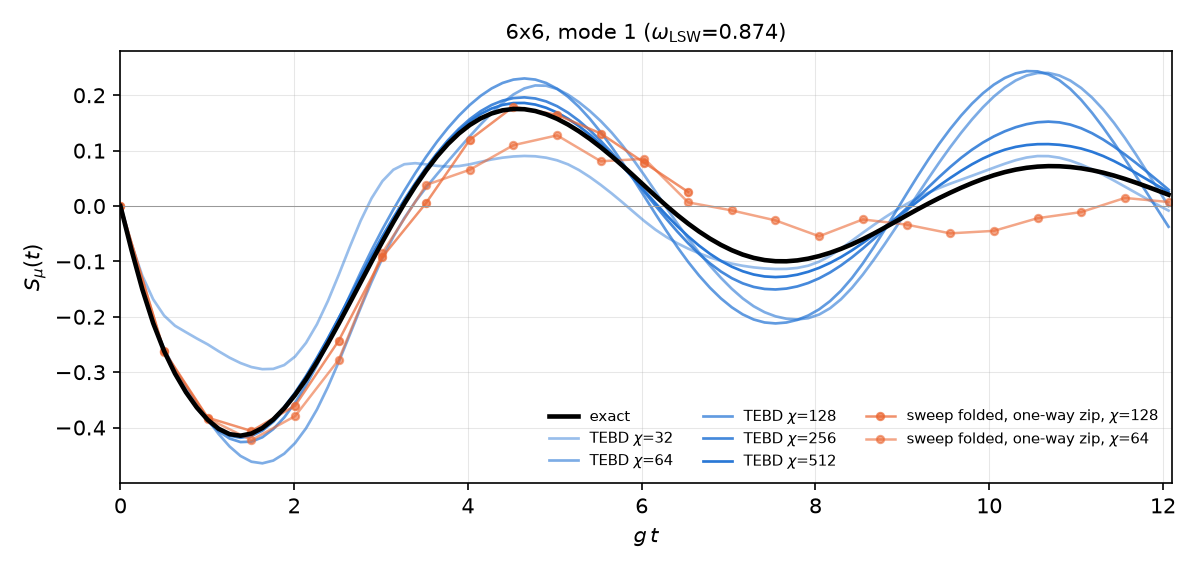 6x6, mode 1 (ωLSW=0.874)
0.2
0.1
0.0
−0.1
−0.2
−0.3
−0.4
Sμ(t)
exact
TEBD χ=32
TEBD χ=64
TEBD χ=128
TEBD χ=256
TEBD χ=512
sweep folded, one-way zip, χ=128
sweep folded, one-way zip, χ=64
0 2 4 6 8 10 12
g t